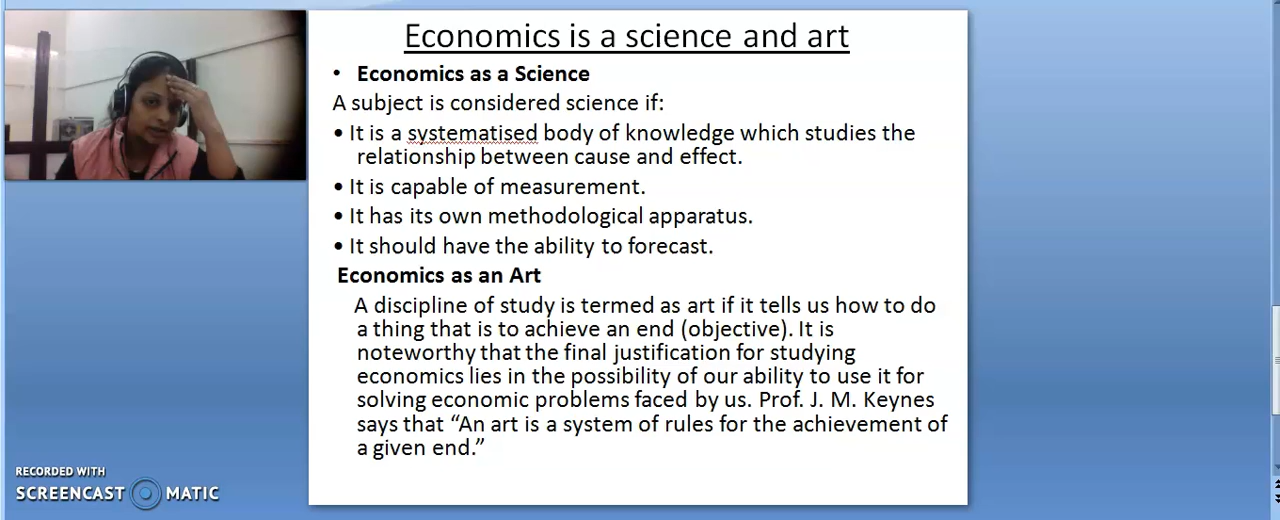 Economics is a science and art
• Economics as a Science
A subject is considered science if:
• It is a systematised body of knowledge which studies the
relationship between cause and effect.
• It is capable of measurement.
• It has its own methodological apparatus.
• It should have the ability to forecast.
Economics as an Art
A discipline of study is termed as art if it tells us how to do
a thing that is to achieve an end (objective). It is
noteworthy that the final justification for studying
economics lies in the possibility of our ability to use it for
solving economic problems faced by us. Prof. J. M. Keynes
says that “An art is a system of rules for the achievement of
a given end.”
RECORDED WITH
SCREENCAST MATIC